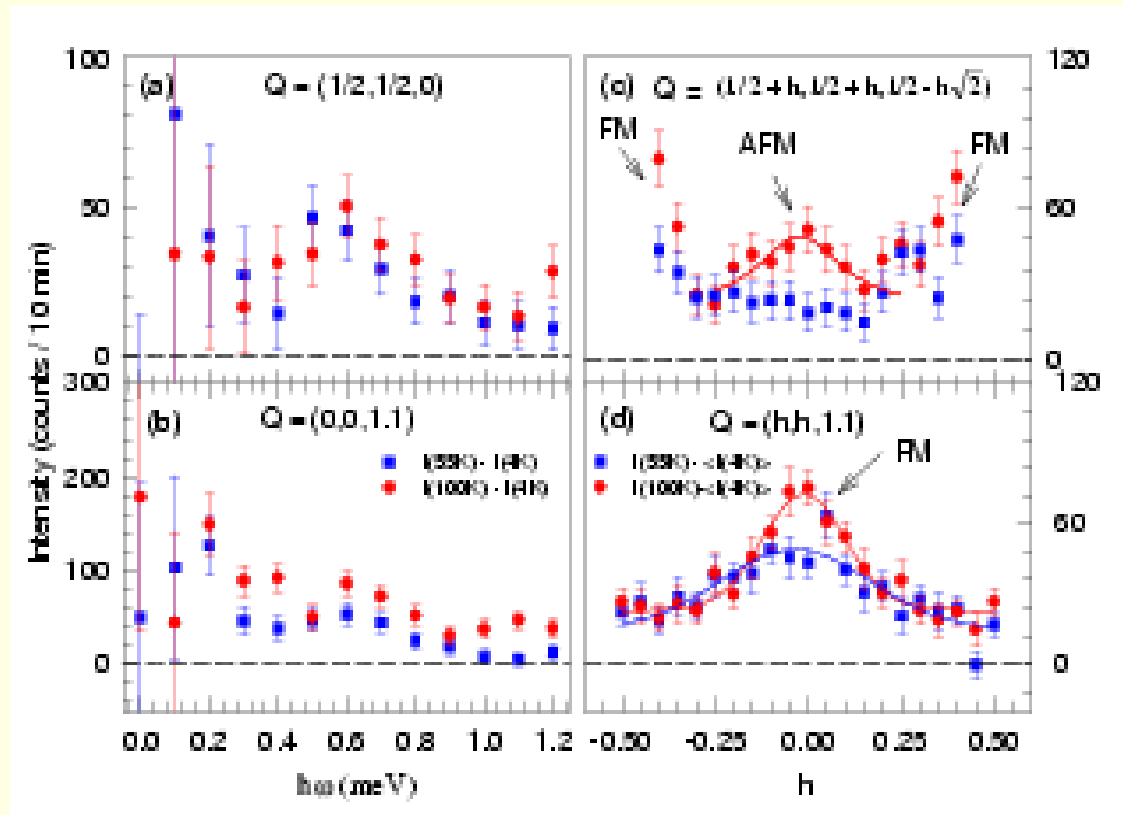 Intensity (counts / 10 min)
100
50
0
(a)
Q = (1/2,1/2,0)
300
200
100
0
(b)
Q = (0,0,1.1)
I(55K) - I(4K)
I(100K) - I(4K)
0.0 0.2 0.4 0.6 0.8 1.0 1.2
hω (meV)
(c) Q = (1/2 + h, 1/2 + h, 1/2 - h√2)
FM
AFM
FM
120
60
0
(d)
Q = (h,h,1.1)
FM
I(55K) - <I(4K)>
I(100K) - <I(4K)>
120
60
0
-0.50 -0.25 0.00 0.25 0.50
h